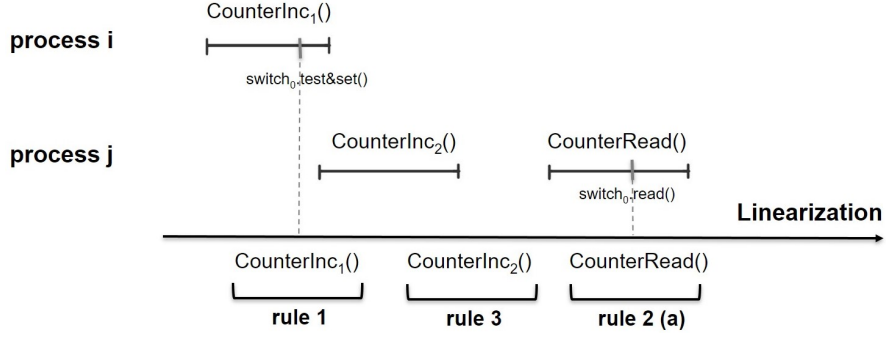 CounterInc₁()
process i
switch₀.test&set()
CounterInc₂() CounterRead()
process j
switch₀.read()
Linearization
CounterInc₁() CounterInc₂() CounterRead()
rule 1 rule 3 rule 2 (a)